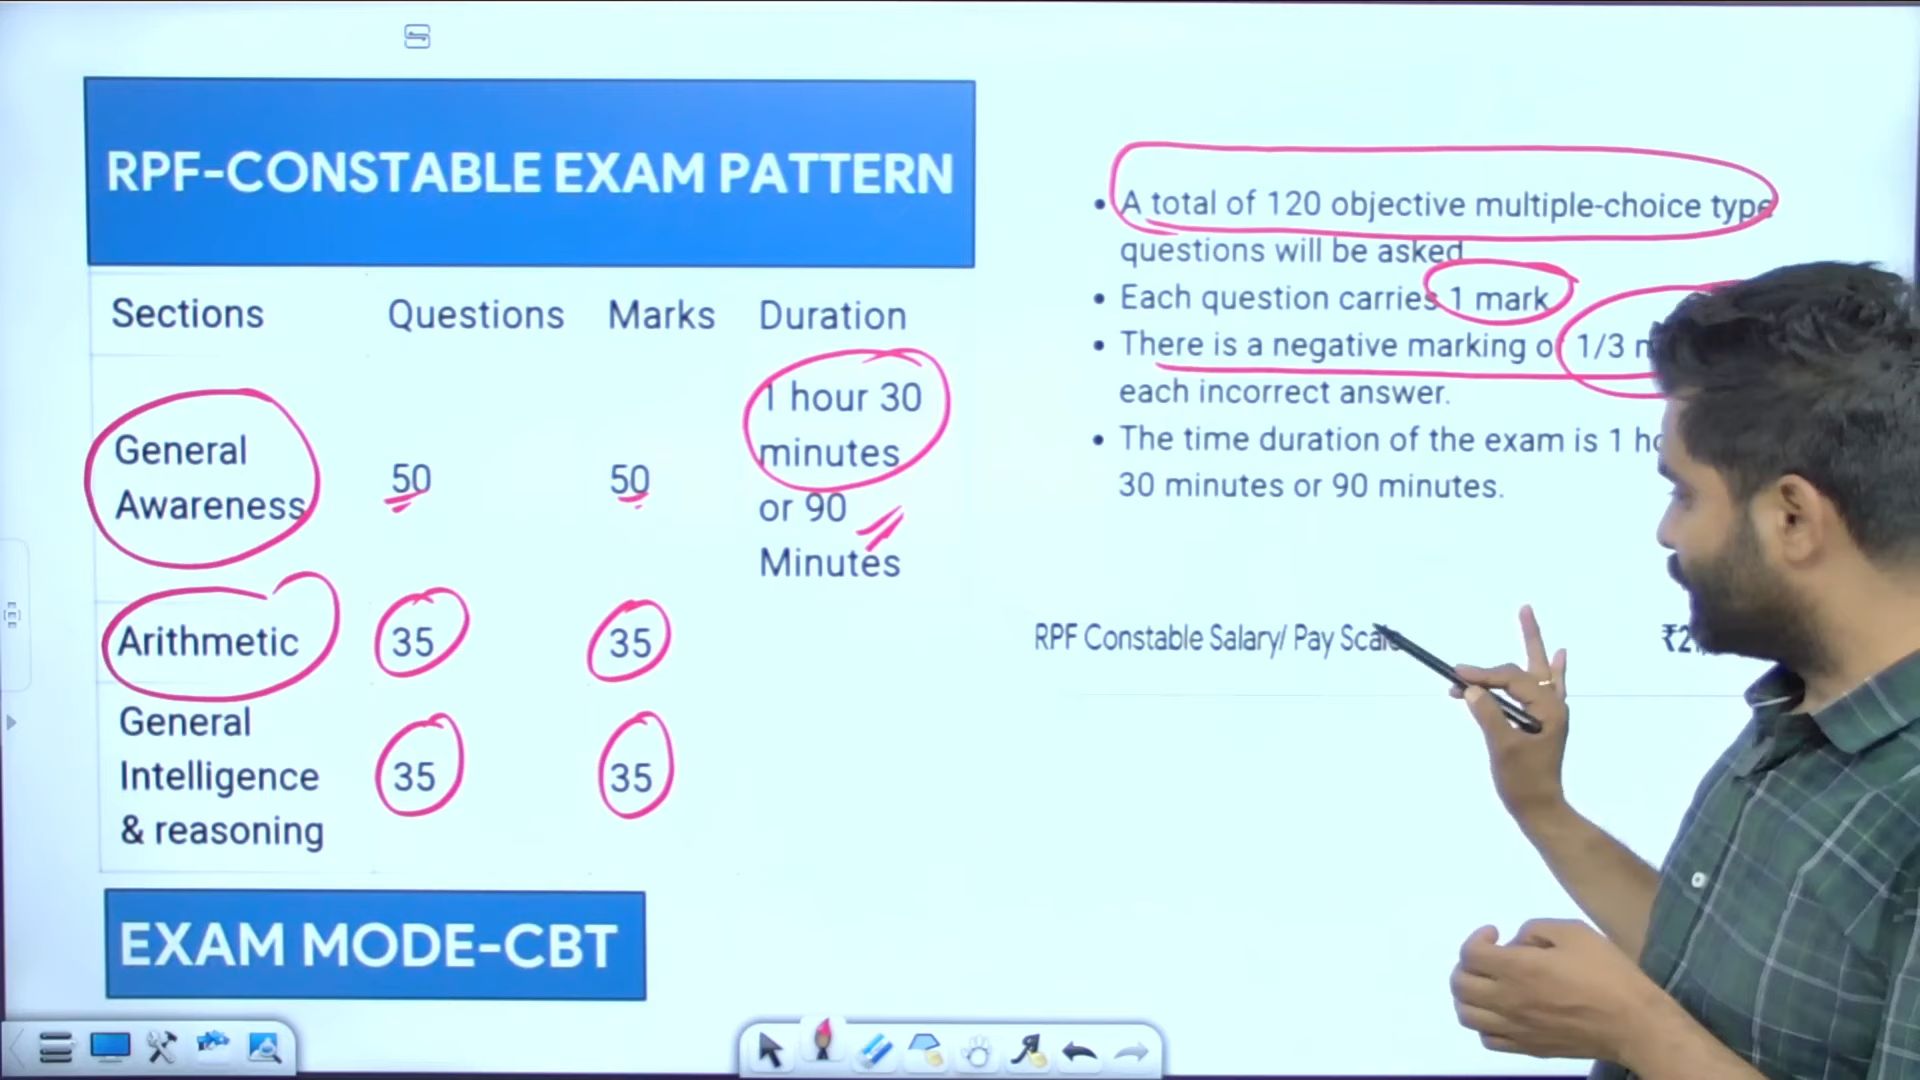 RPF-CONSTABLE EXAM PATTERN
Sections Questions Marks Duration
General
Awareness
50
50
1 hour 30
minutes
or 90
Minutes
Arithmetic
35
35
General
Intelligence
& reasoning
35
35
EXAM MODE-CBT
• A total of 120 objective multiple-choice type
questions will be asked
• Each question carries 1 mark
• There is a negative marking of 1/3
each incorrect answer.
• The time duration of the exam is 1
30 minutes or 90 minutes.
RPF Constable Salary/ Pay Scale